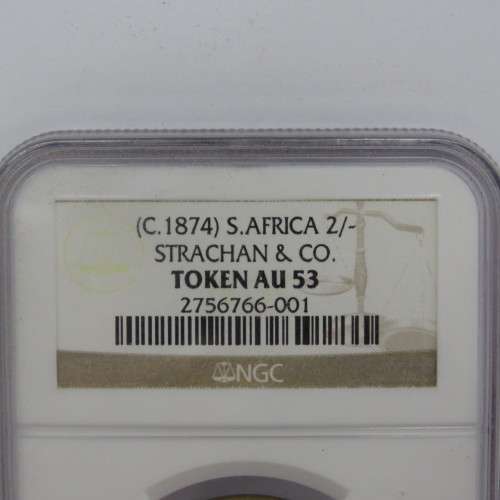 (C.1874) S.AFRICA 2/-
STRACHAN & CO.
TOKEN AU 53
2756766-001
NGC